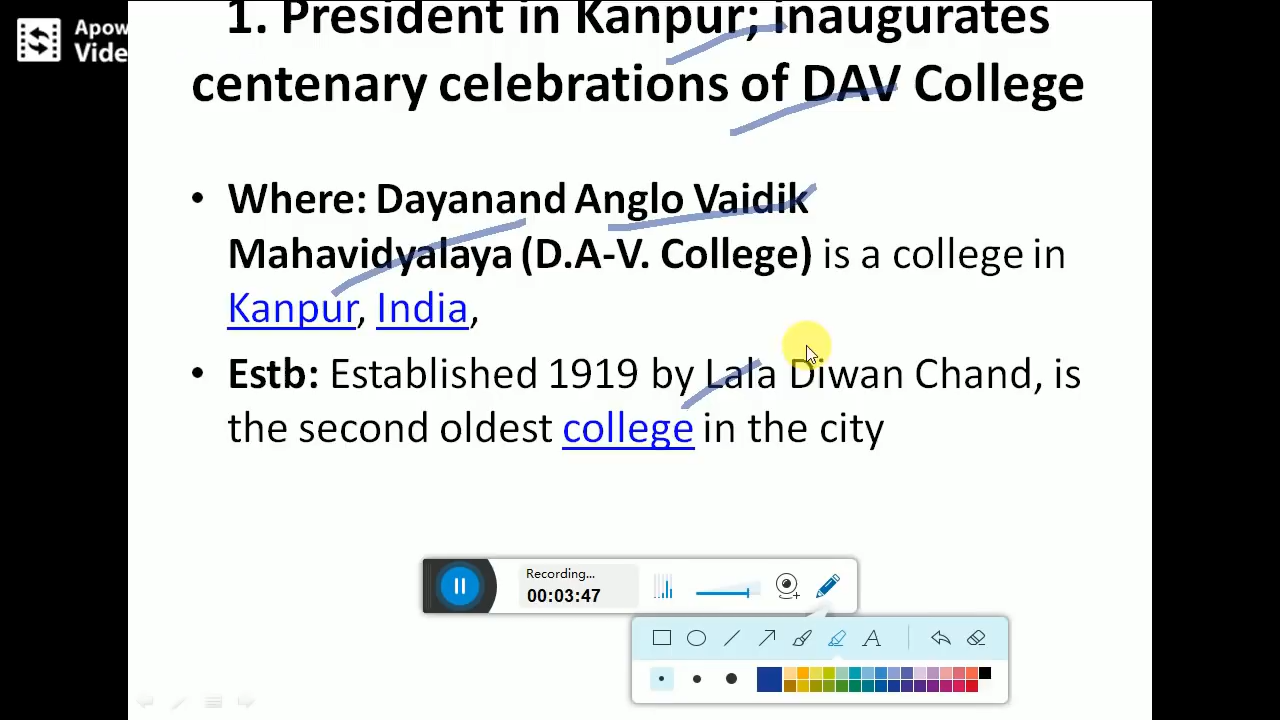 Apow
Vide
1. President in Kanpur; inaugurates
centenary celebrations of DAV College
• Where: Dayanand Anglo Vaidik
Mahavidyalaya (D.A-V. College) is a college in
Kanpur, India,
• Estb: Established 1919 by Lala Diwan Chand, is
the second oldest college in the city
Recording...
00:03:47
A